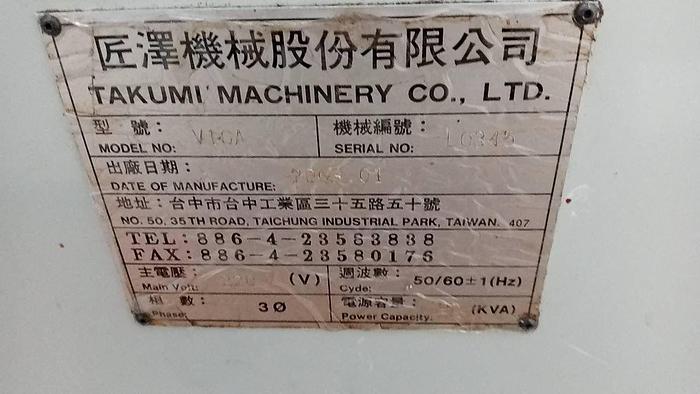 匠澤機械股份有限公司
TAKUMI MACHINERY CO., LTD.
型 號: 機械編號:
MODEL NO: SERIAL NO:
出廠日期:
DATE OF MANUFACTURE:
地址:台中市台中工業區三十五路五十號
NO. 50, 35TH ROAD, TAICHUNG INDUSTRIAL PARK, TAIWAN. 407
TEL:886-4-23583838
FAX:886-4-23580176
主電壓: (V) 週波數: 50/60±1(Hz)
Main Volt: Cycle:
相 數: 3Ø 電源容量: (KVA)
Phase: Power Capacity: